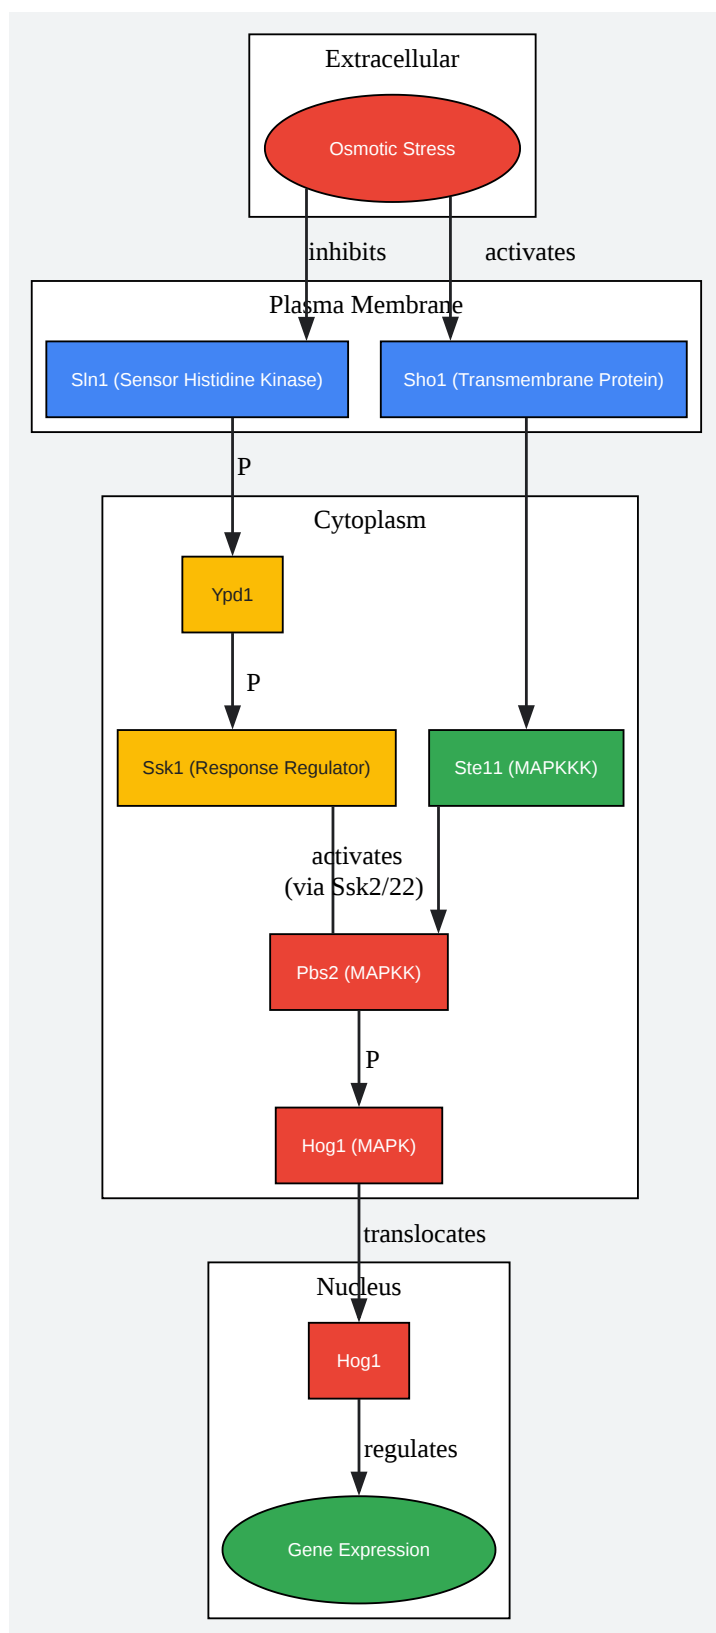 Extracellular
Osmotic Stress
inhibits
activates
Plasma Membrane
Sln1 (Sensor Histidine Kinase)
Sho1 (Transmembrane Protein)
P
Cytoplasm
Ypd1
P
Ssk1 (Response Regulator)
Ste11 (MAPKKK)
activates
(via Ssk2/22)
Pbs2 (MAPKK)
P
Hog1 (MAPK)
translocates
Nucleus
Hog1
regulates
Gene Expression